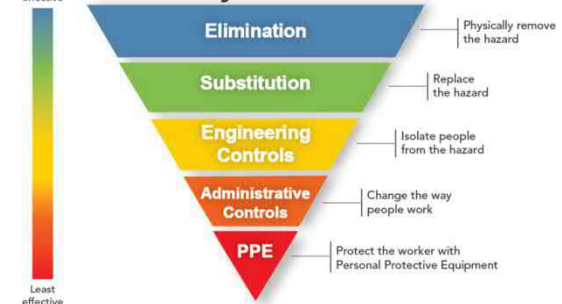 Elimination
Physically remove
the hazard
Substitution
Replace
the hazard
Engineering
Controls
Isolate people
from the hazard
Administrative
Controls
Change the way
people work
PPE
Protect the worker with
Personal Protective Equipment
Least
effective